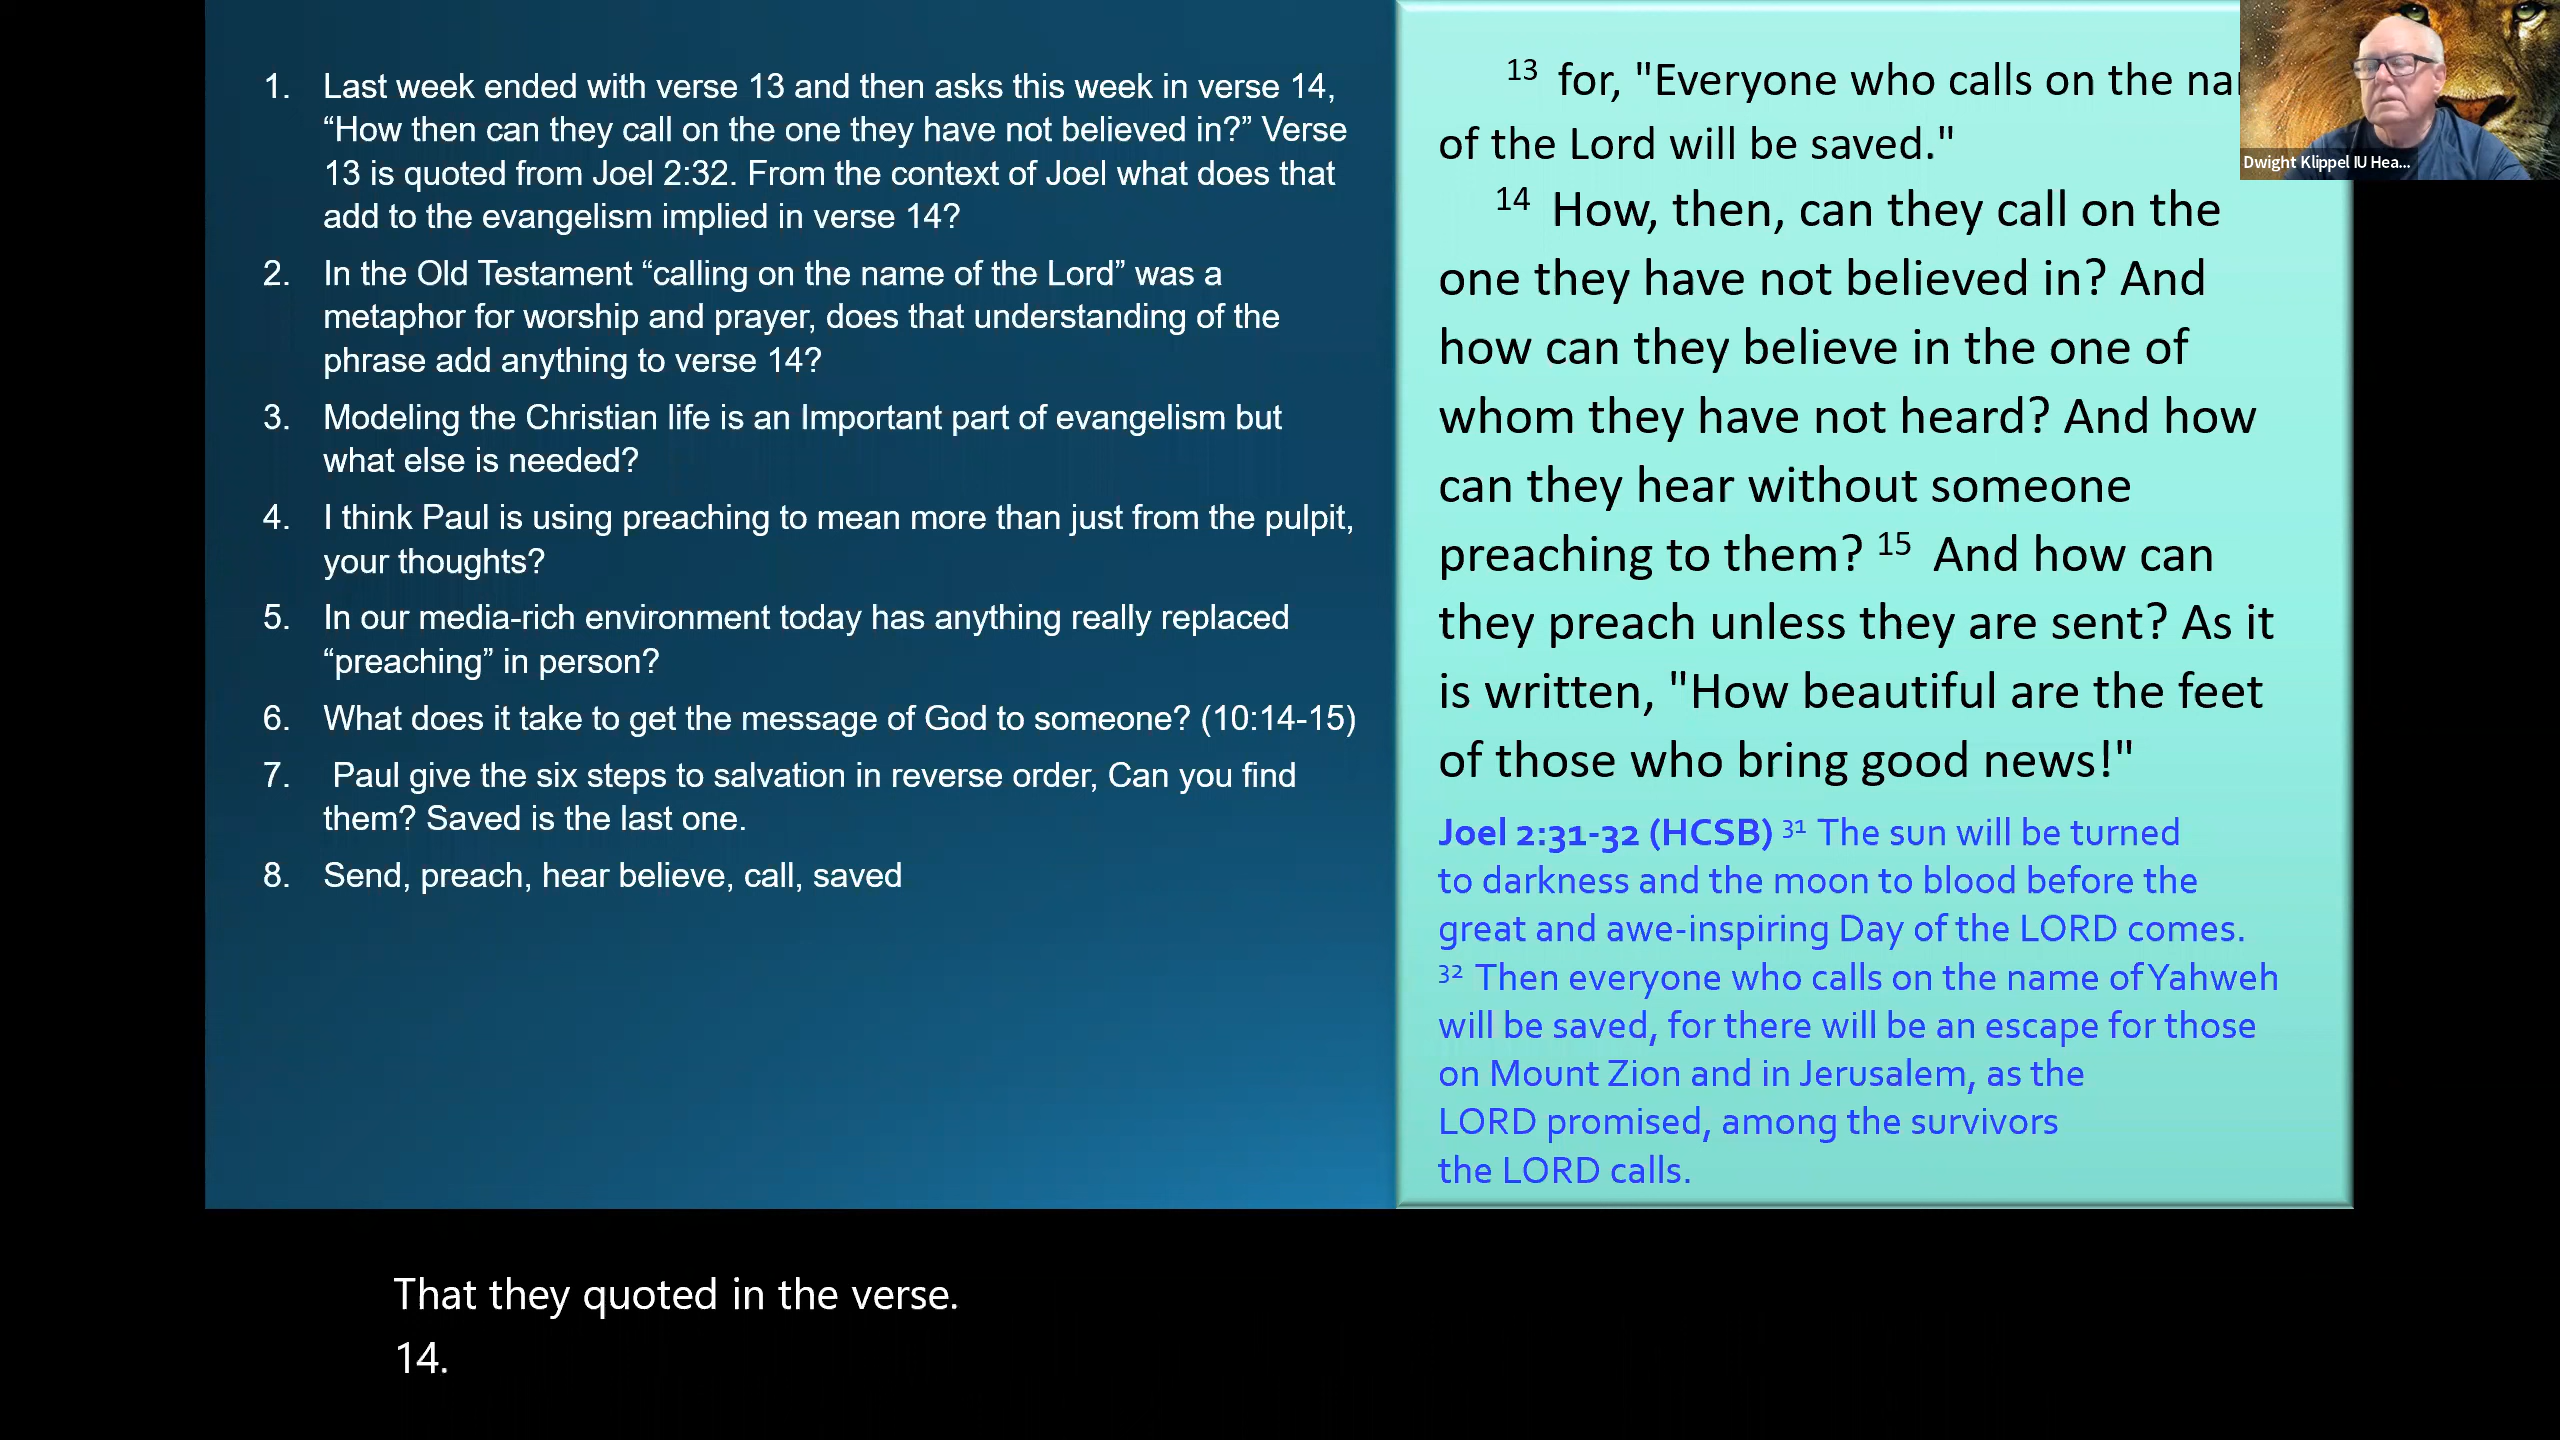 1. Last week ended with verse 13 and then asks this week in verse 14,
“How then can they call on the one they have not believed in?” Verse
13 is quoted from Joel 2:32. From the context of Joel what does that
add to the evangelism implied in verse 14?
2. In the Old Testament “calling on the name of the Lord” was a
metaphor for worship and prayer, does that understanding of the
phrase add anything to verse 14?
3. Modeling the Christian life is an Important part of evangelism but
what else is needed?
4. I think Paul is using preaching to mean more than just from the pulpit,
your thoughts?
5. In our media-rich environment today has anything really replaced
“preaching” in person?
6. What does it take to get the message of God to someone? (10:14-15)
7. Paul give the six steps to salvation in reverse order, Can you find
them? Saved is the last one.
8. Send, preach, hear believe, call, saved
13 for, "Everyone who calls on the
of the Lord will be saved."
14 How, then, can they call on the
one they have not believed in? And
how can they believe in the one of
whom they have not heard? And how
can they hear without someone
preaching to them? 15 And how can
they preach unless they are sent? As it
is written, "How beautiful are the feet
of those who bring good news!"
Joel 2:31-32 (HCSB) 31 The sun will be turned
to darkness and the moon to blood before the
great and awe-inspiring Day of the LORD comes.
32 Then everyone who calls on the name of Yahweh
will be saved, for there will be an escape for those
on Mount Zion and in Jerusalem, as the
LORD promised, among the survivors
the LORD calls.
Dwight Klippel IU Hea...
That they quoted in the verse.
14.